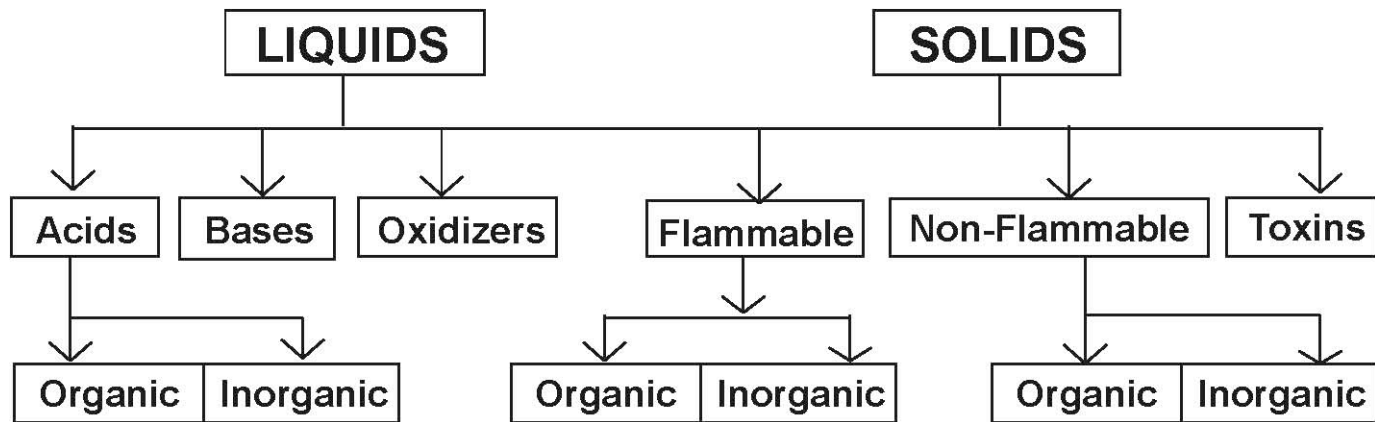 LIQUIDS SOLIDS
Acids Bases Oxidizers Flammable Non-Flammable Toxins
Organic Inorganic Organic Inorganic Organic Inorganic